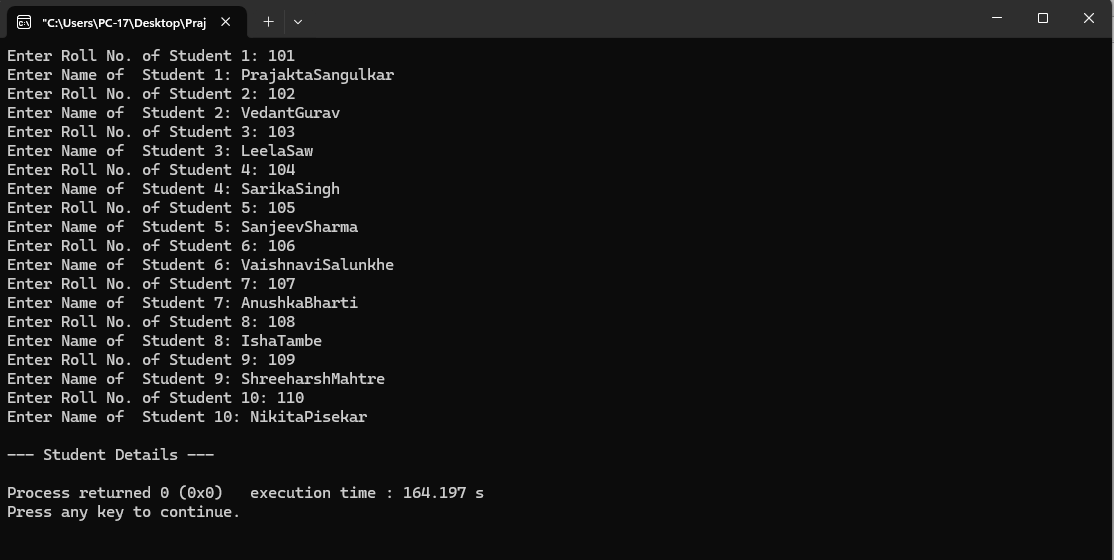 "C:\Users\PC-17\Desktop\Praj
Enter Roll No. of Student 1: 101
Enter Name of  Student 1: PrajaktaSangulkar
Enter Roll No. of Student 2: 102
Enter Name of  Student 2: VedantGurav
Enter Roll No. of Student 3: 103
Enter Name of  Student 3: LeelaSaw
Enter Roll No. of Student 4: 104
Enter Name of  Student 4: SarikaSingh
Enter Roll No. of Student 5: 105
Enter Name of  Student 5: SanjeevSharma
Enter Roll No. of Student 6: 106
Enter Name of  Student 6: VaishnaviSalunkhe
Enter Roll No. of Student 7: 107
Enter Name of  Student 7: AnushkaBharti
Enter Roll No. of Student 8: 108
Enter Name of  Student 8: IshaTambe
Enter Roll No. of Student 9: 109
Enter Name of  Student 9: ShreeharshMahtre
Enter Roll No. of Student 10: 110
Enter Name of  Student 10: NikitaPisekar
--- Student Details ---
Process returned 0 (0x0)   execution time : 164.197 s
Press any key to continue.